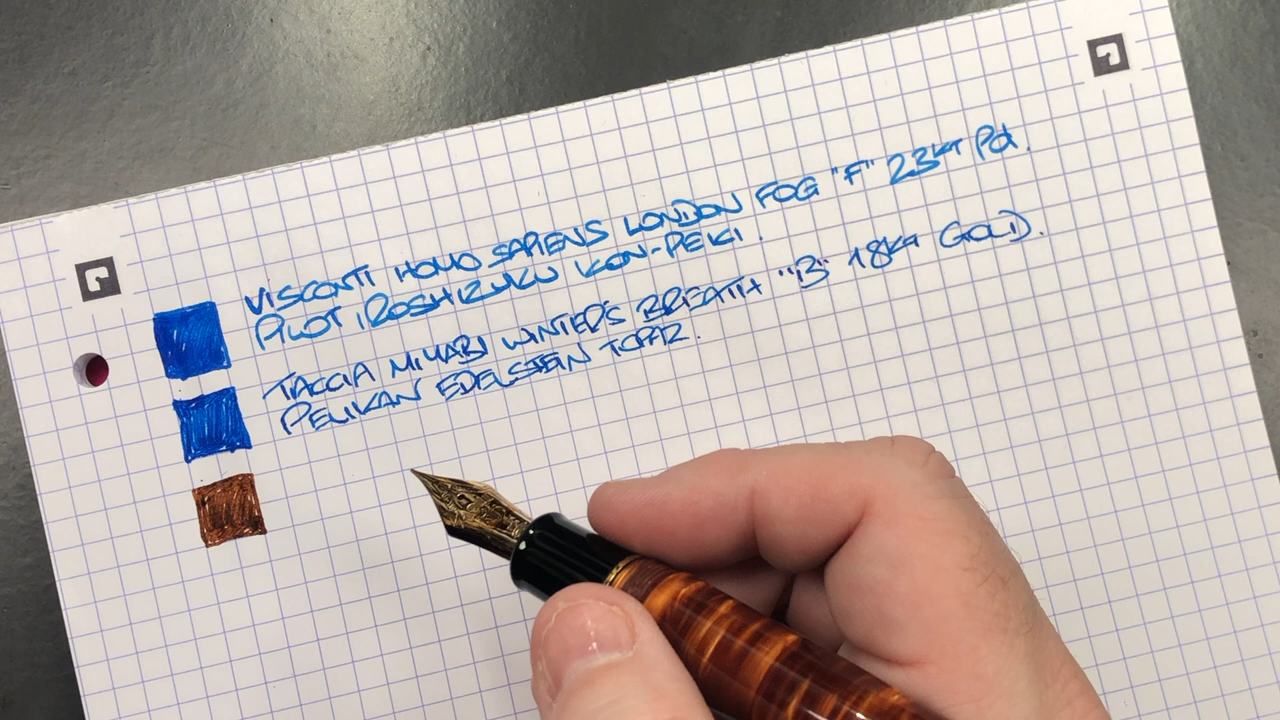 VISCONTI HOMO SAPIENS LONDON FOG "F" 23KT Pd.
PILOT IROSHIZUKU KON-PEKI.
TACCIA MIYABI WINTER'S BREATH "B" 18KT GOLD.
PELIKAN EDELSTEIN TOPAZ.